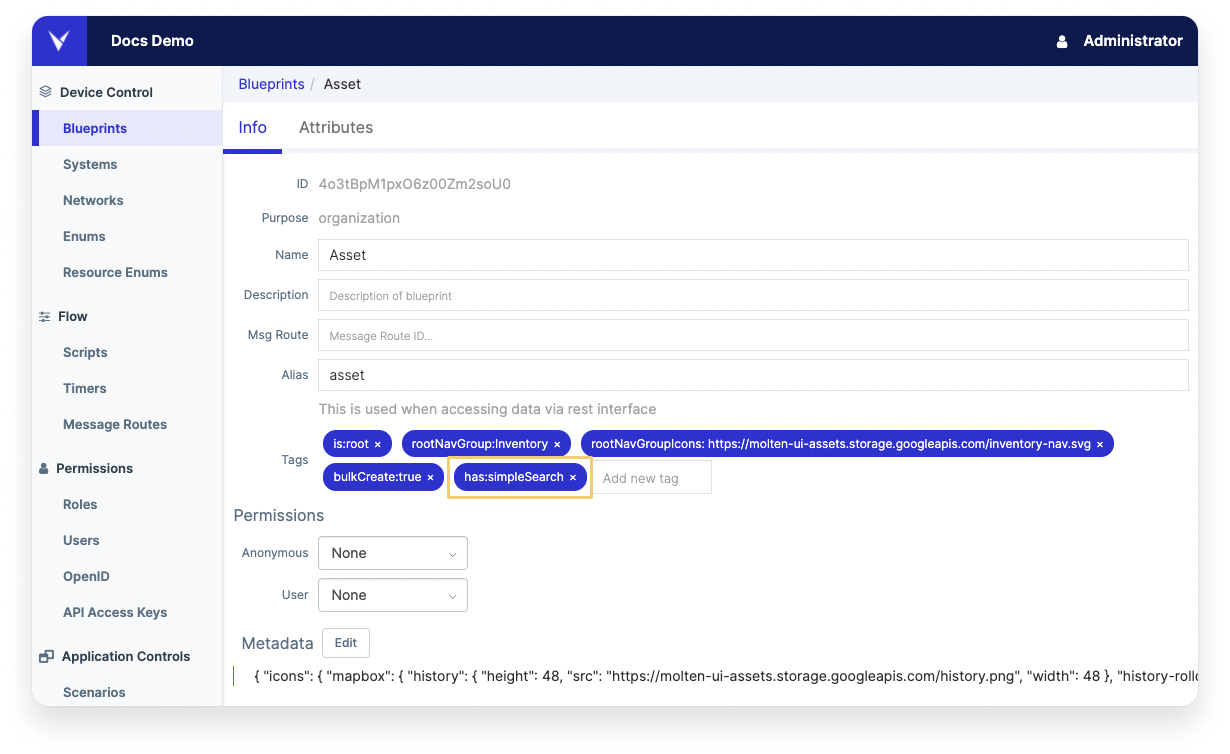 Docs Demo
Administrator
Device Control
Blueprints
Systems
Networks
Enums
Resource Enums
Flow
Scripts
Timers
Message Routes
Permissions
Roles
Users
OpenID
API Access Keys
Application Controls
Scenarios
Blueprints / Asset
Info Attributes
ID 4o3tBpM1pxO6z00Zm2soU0
Purpose organization
Name Asset
Description Description of blueprint
Msg Route Message Route ID...
Alias asset
This is used when accessing data via rest interface
Tags
is:root × rootNavGroup:Inventory × rootNavGroupIcons: https://molten-ui-assets.storage.googleapis.com/inventory-nav.svg ×
bulkCreate:true × has:simpleSearch × Add new tag
Permissions
Anonymous None
User None
Metadata Edit
{ "icons": { "mapbox": { "history": { "height": 48, "src": "https://molten-ui-assets.storage.googleapis.com/history.png", "width": 48 }, "history-rollo